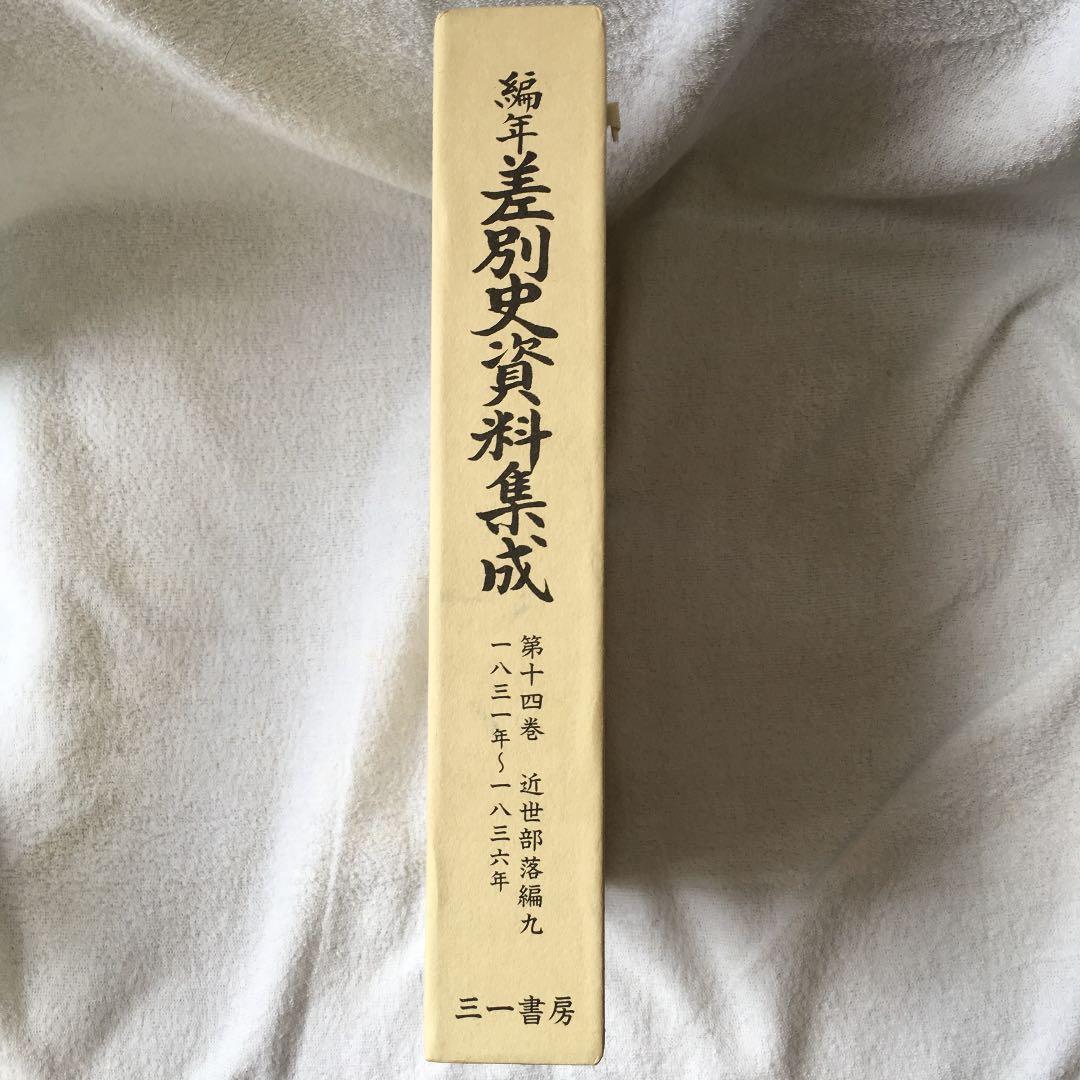 編年差別史資料集成
第十四巻 近世部落編九
一八三一年～一八三六年
三一書房